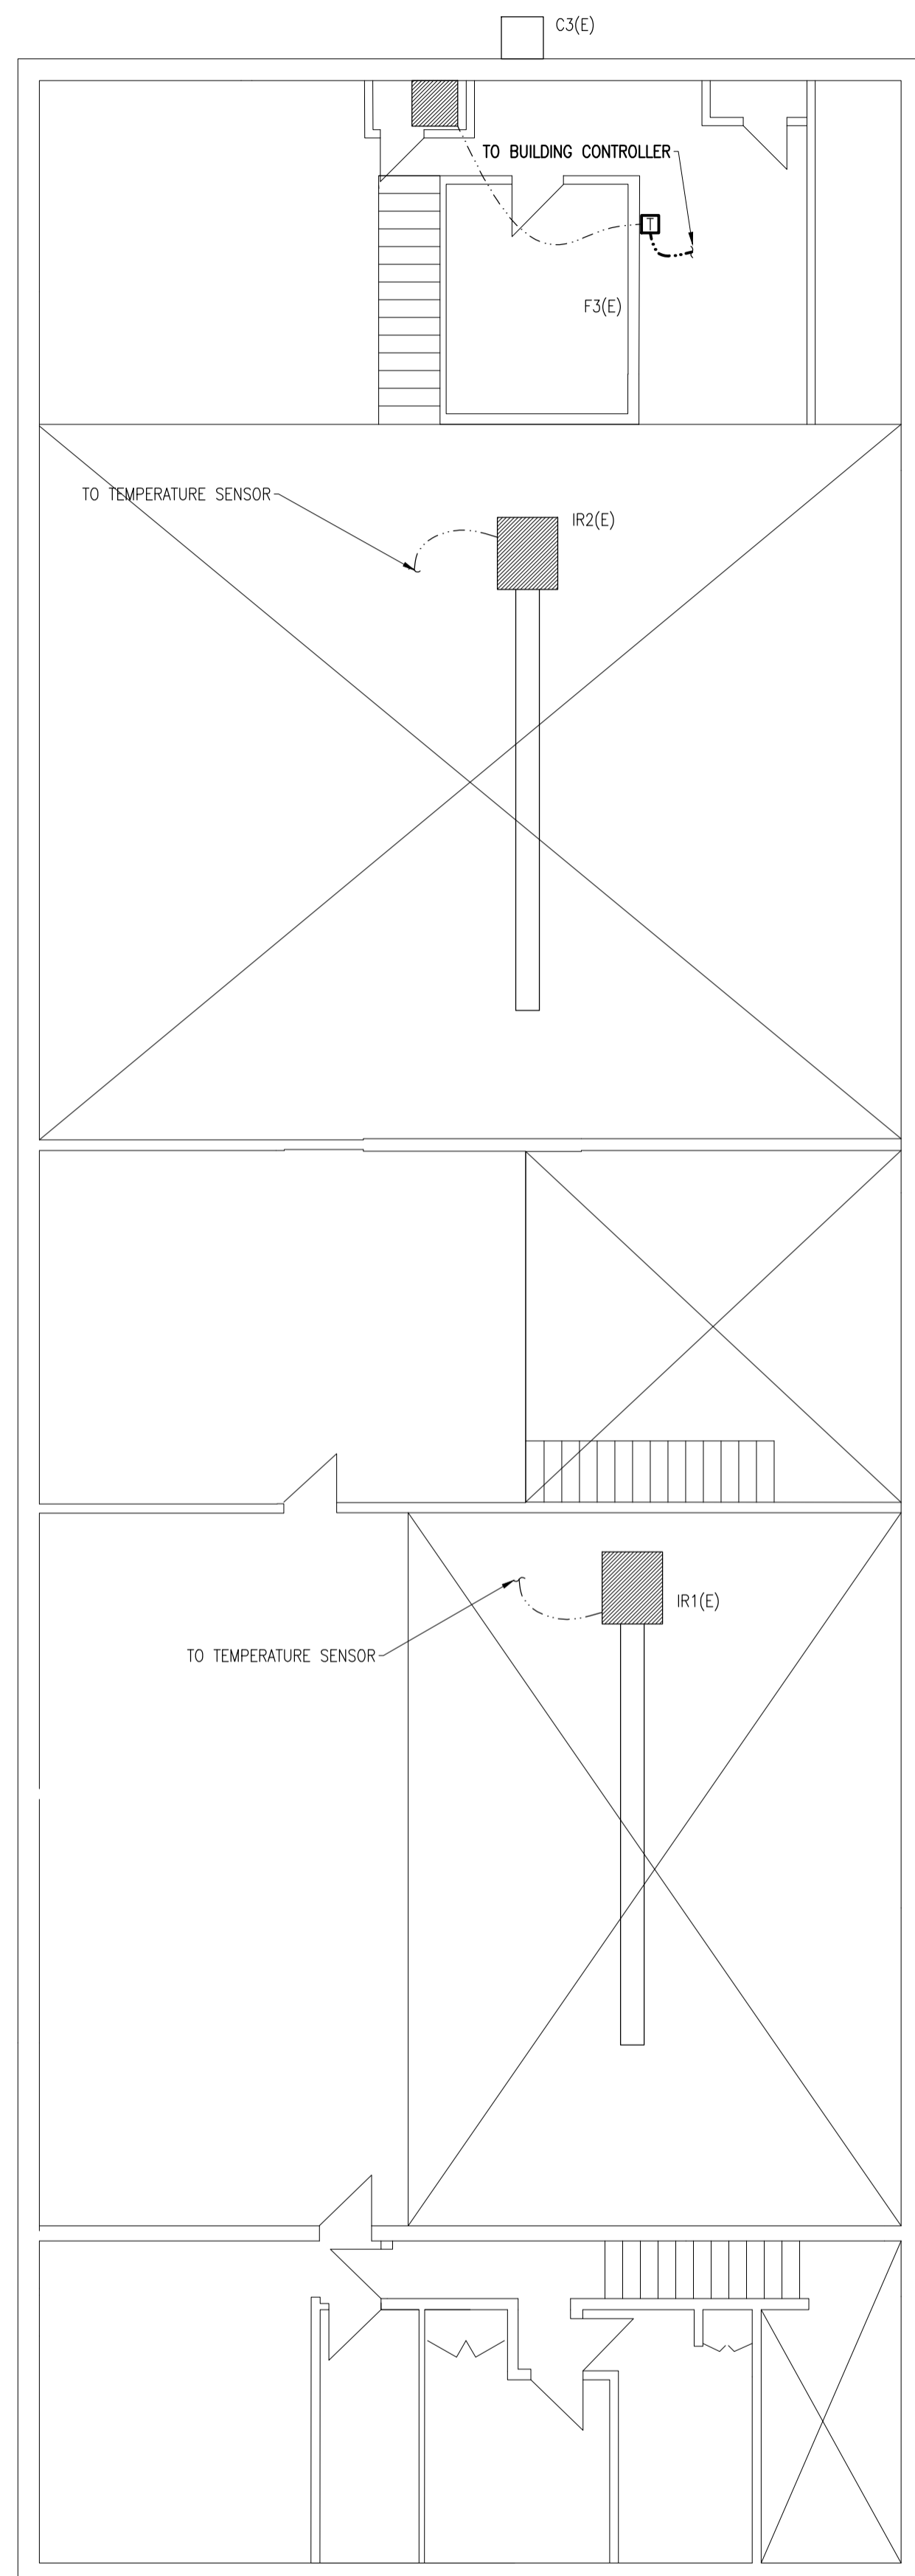 C3(E)
TO BUILDING CONTROLLER
T
F3(E)
TO TEMPERATURE SENSOR
IR2(E)
IR1(E)
TO TEMPERATURE SENSOR